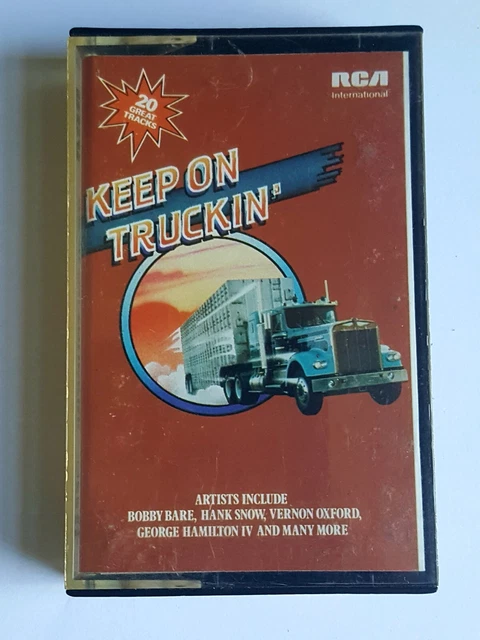 20
GREAT
TRACKS
RCA
International
KEEP ON
TRUCKIN'
ARTISTS INCLUDE
BOBBY BARE, HANK SNOW, VERNON OXFORD,
GEORGE HAMILTON IV AND MANY MORE